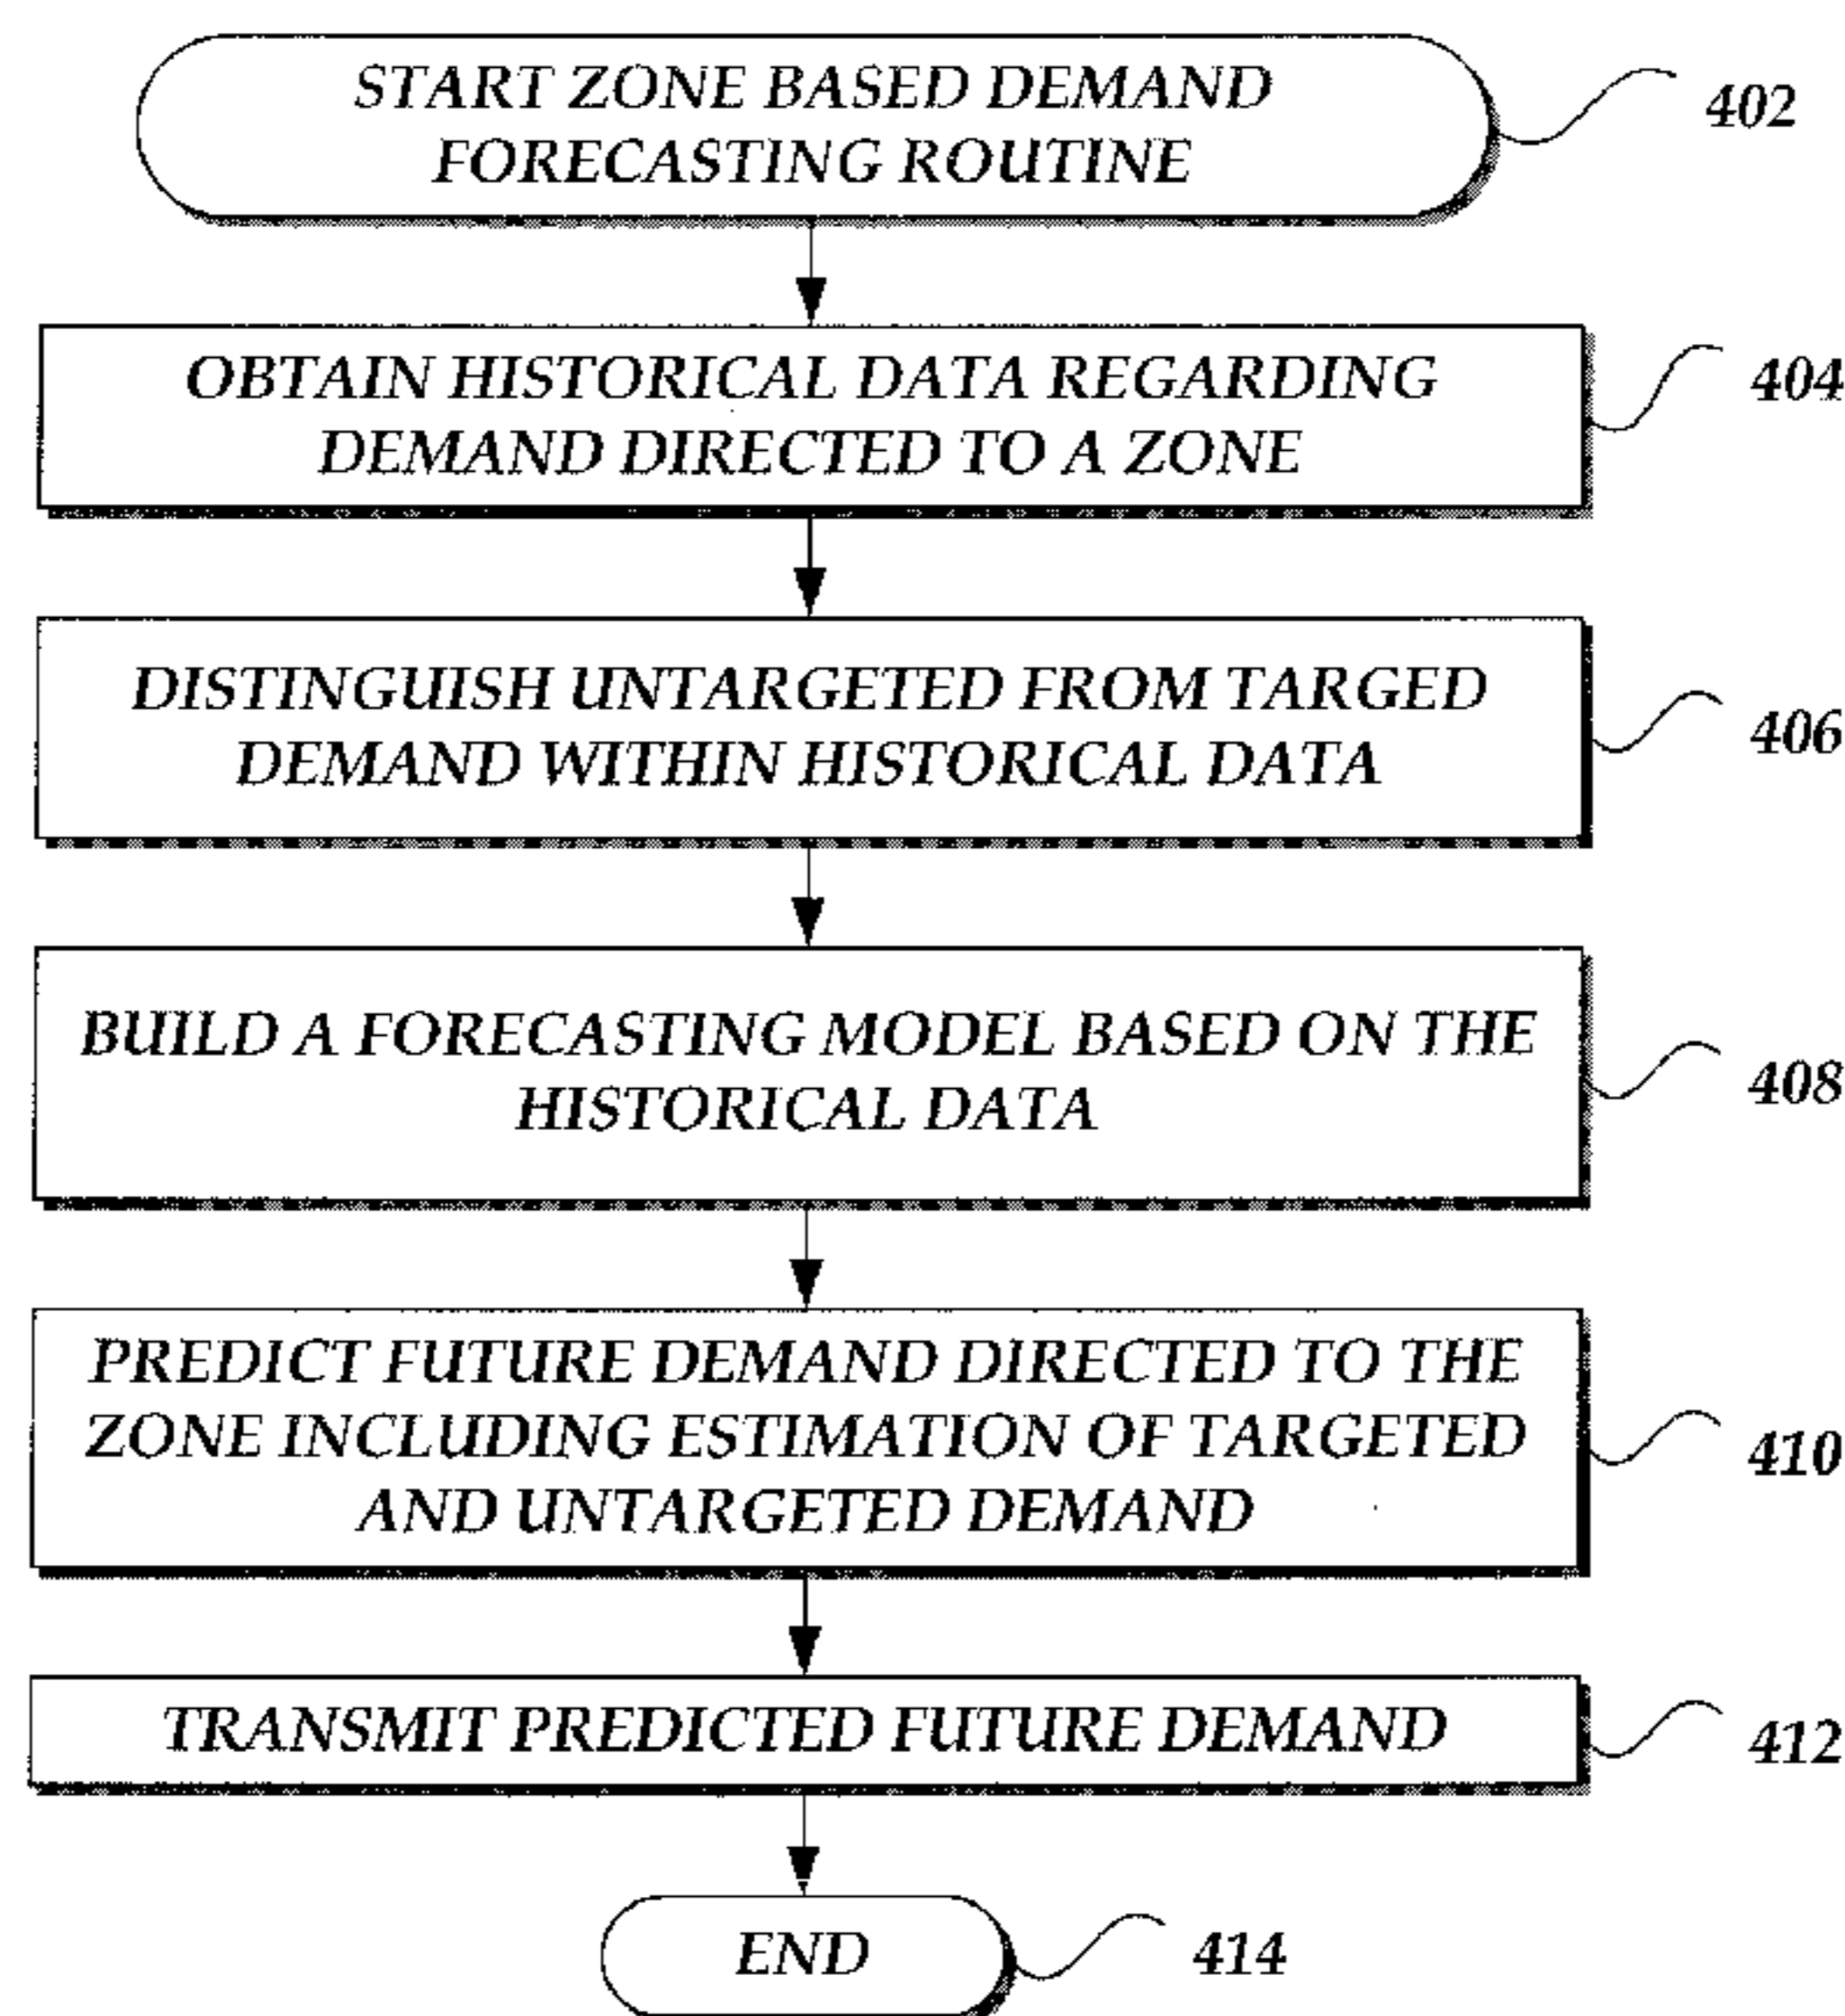 START ZONE BASED DEMAND
FORECASTING ROUTINE
402
OBTAIN HISTORICAL DATA REGARDING
DEMAND DIRECTED TO A ZONE
404
DISTINGUISH UNTARGETED FROM TARGED
DEMAND WITHIN HISTORICAL DATA
406
BUILD A FORECASTING MODEL BASED ON THE
HISTORICAL DATA
408
PREDICT FUTURE DEMAND DIRECTED TO THE
ZONE INCLUDING ESTIMATION OF TARGETED
AND UNTARGETED DEMAND
410
TRANSMIT PREDICTED FUTURE DEMAND
412
END
414